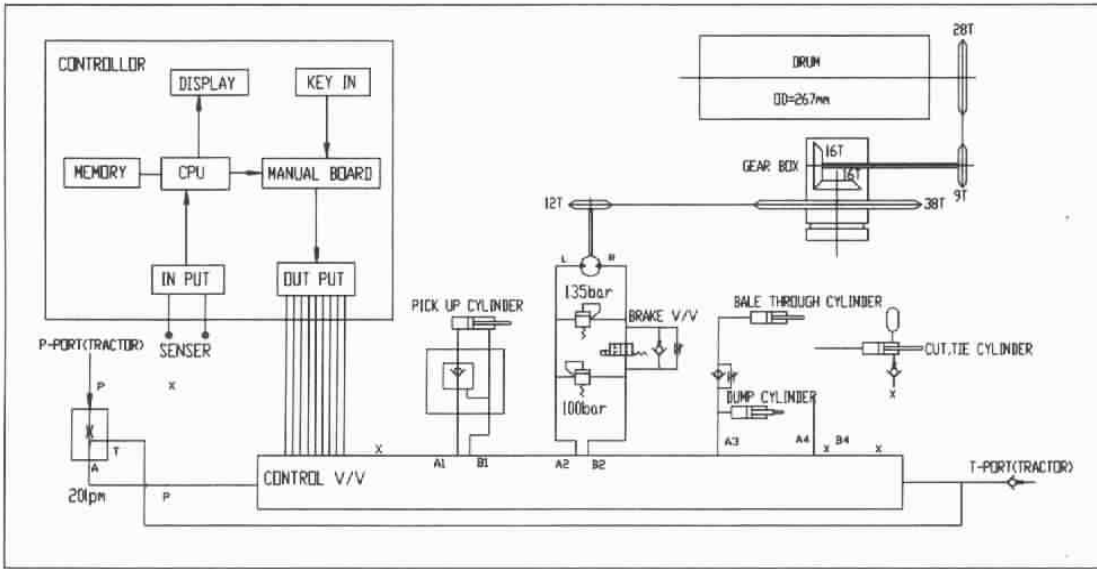 CONTROLLOR
DISPLAY
KEY IN
MEMORY
CPU
MANUAL BOARD
IN PUT
OUT PUT
SENSER
P-PORT(TRACTOR)
P
X
T
A
20lpm
P
CONTROL V/V
X
PICK UP CYLINDER
A1
B1
A2
B2
L
R
135bar
100bar
BRAKE V/V
12T
38T
GEAR BOX
16T
16T
9T
28T
DRUM
OD=267mm
BALE THROUGH CYLINDER
CUT,TIE CYLINDER
X
DUMP CYLINDER
A3
A4
B4
X
X
T-PORT(TRACTOR)